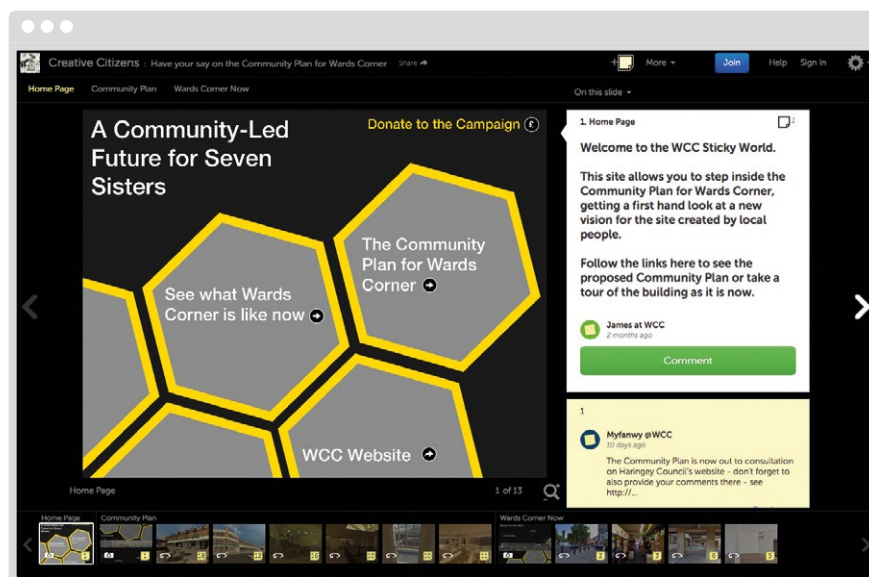 Creative Citizens : Have your say on the Community Plan for Wards Corner Share
More Join Help Sign In
Home Page Community Plan Wards Corner Now
On this slide
A Community-Led
Future for Seven
Sisters
Donate to the Campaign £
The Community
Plan for Wards
Corner
See what Wards
Corner is like now
WCC Website
Home Page 1 of 13
1. Home Page
Welcome to the WCC Sticky World.
This site allows you to step inside the
Community Plan for Wards Corner,
getting a first hand look at a new
vision for the site created by local
people.
Follow the links here to see the
proposed Community Plan or take a
tour of the building as it is now.
James at WCC
2 months ago
Comment
1
Myfanwy @WCC
10 days ago
The Community Plan is now out to consultation
on Haringey Council's website - don't forget to
also provide your comments there - see
http://...
Home Page Community Plan Wards Corner Now